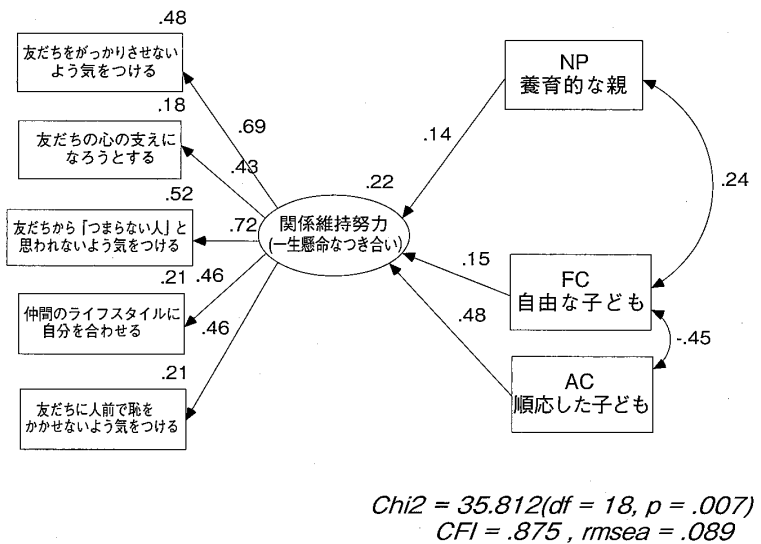 .48
友だちをがっかりさせない
よう気をつける
.18
友だちの心の支えに
なろうとする
.52
友だちから「つまらない人」と
思われないよう気をつける
.21
仲間のライフスタイルに
自分を合わせる
.21
友だちに人前で恥を
かかせないよう気をつける
.69
.43
.72
.46
.46
.22
関係維持努力
(一生懸命なつき合い)
.14
.15
.48
NP
養育的な親
FC
自由な子ども
AC
順応した子ども
.24
-.45
Chi2 = 35.812(df = 18, p = .007)
CFI = .875 , rmsea = .089